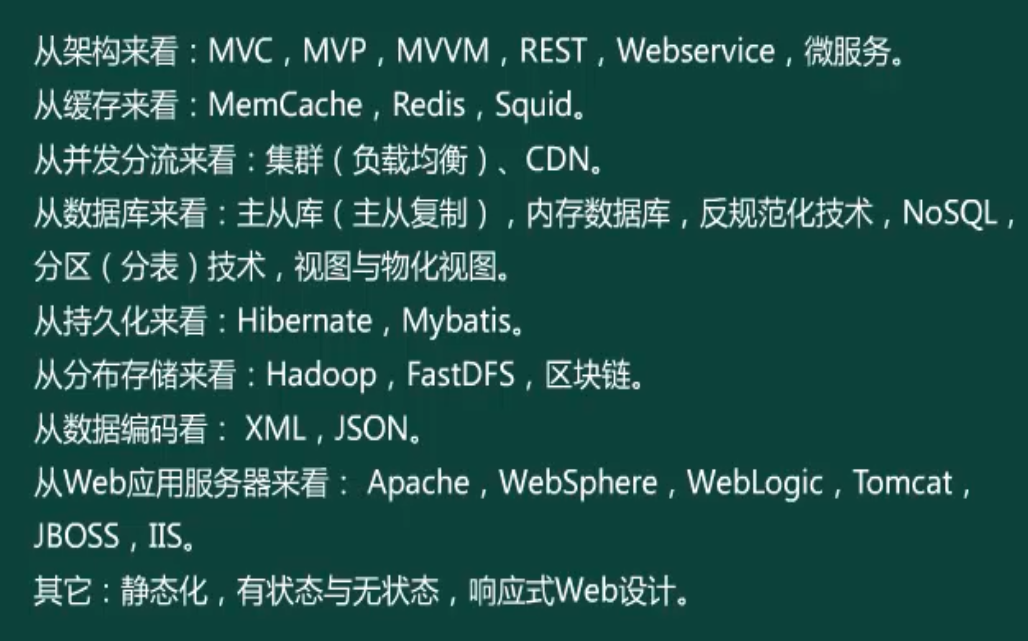 从架构来看：MVC，MVP，MVVM，REST，Webservice，微服务。
从缓存来看：MemCache，Redis，Squid。
从并发分流来看：集群（负载均衡）、CDN。
从数据库来看：主从库（主从复制），内存数据库，反规范化技术，NoSQL，
分区（分表）技术，视图与物化视图。
从持久化来看：Hibernate，Mybatis。
从分布存储来看：Hadoop，FastDFS，区块链。
从数据编码看： XML，JSON。
从Web应用服务器来看： Apache，WebSphere，WebLogic，Tomcat，
JBOSS，IIS。
其它：静态化，有状态与无状态，响应式Web设计。